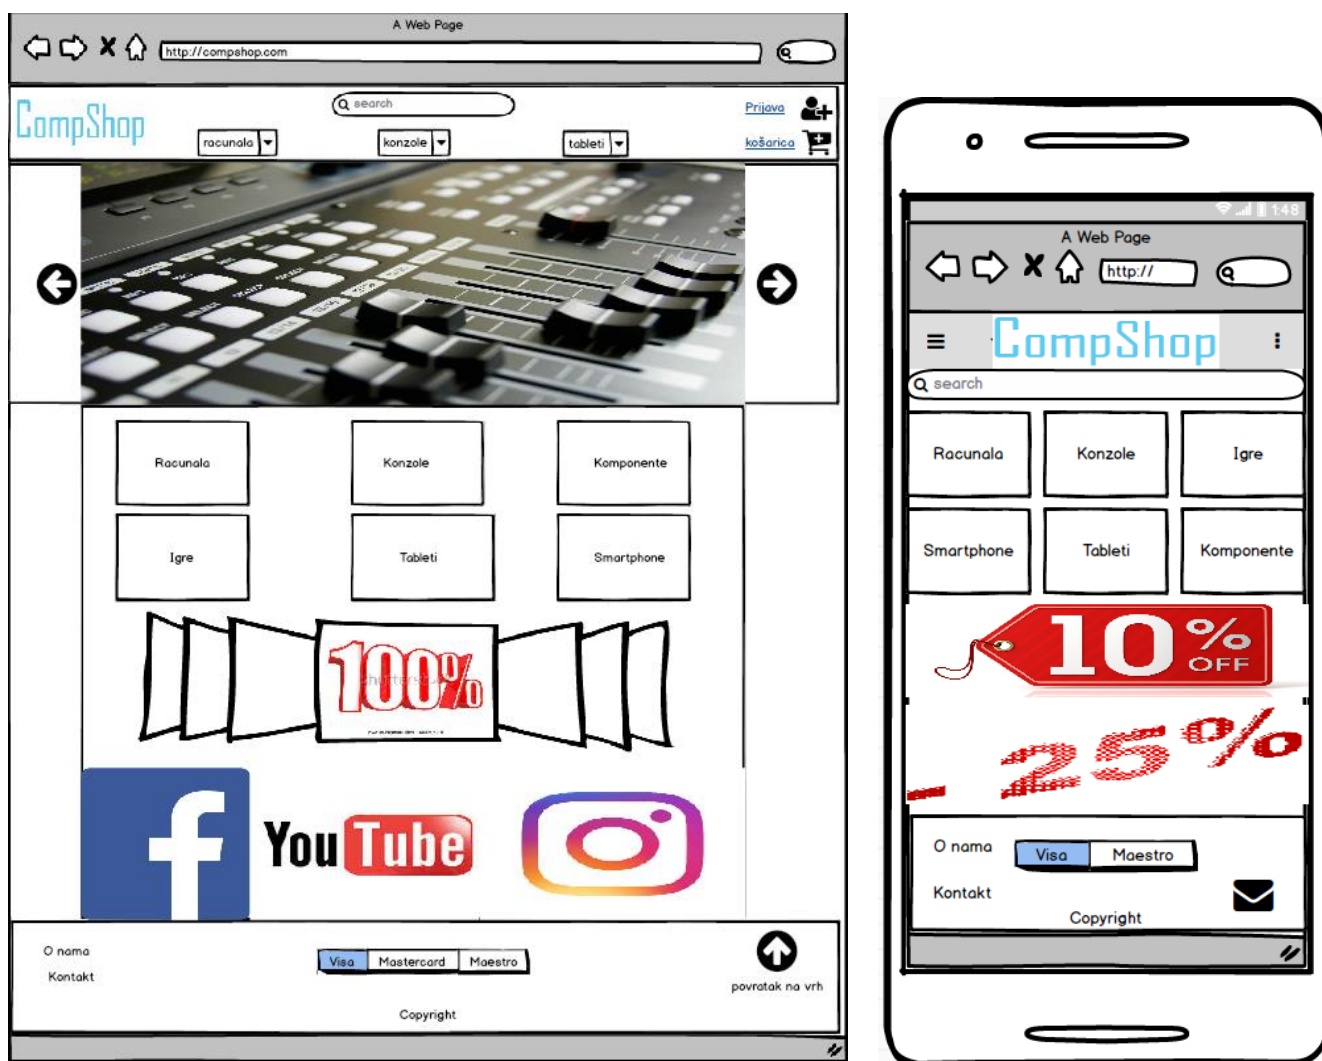 A Web Page
http://compshop.com
CompShop
search
Prijava
racunala
konzole
tableti
košarica
Racunala
Konzole
Komponente
Igre
Tableti
Smartphone
100%
You Tube
O nama
Kontakt
Visa Mastercard Maestro
povratak na vrh
Copyright
1:48
A Web Page
http://
CompShop
search
Racunala
Konzole
Igre
Smartphone
Tableti
Komponente
10% OFF
- 25%
O nama
Visa Maestro
Kontakt
Copyright